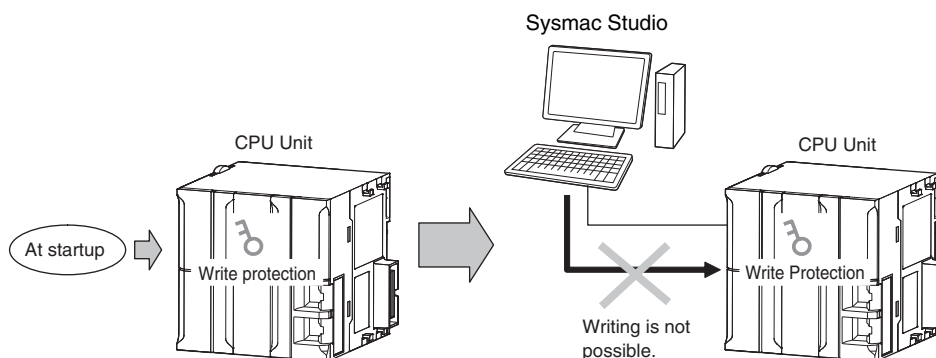 Sysmac Studio
CPU Unit
CPU Unit
At startup
Write protection
Write Protection
Writing is not
possible.